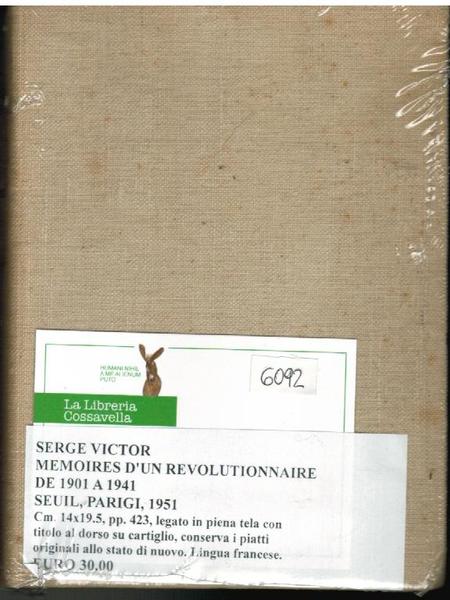 HUMANI NIHIL
A ME ALIENUM
PUTO
6092
La Libreria
Cossavella
SERGE VICTOR
MEMOIRES D'UN REVOLUTIONNAIRE
DE 1901 A 1941
SEUIL, PARIGI, 1951
Cm. 14x19.5, pp. 423, legato in piena tela con
titolo al dorso su cartiglio, conserva i piatti
originali allo stato di nuovo. Lingua francese.
EURO 30,00